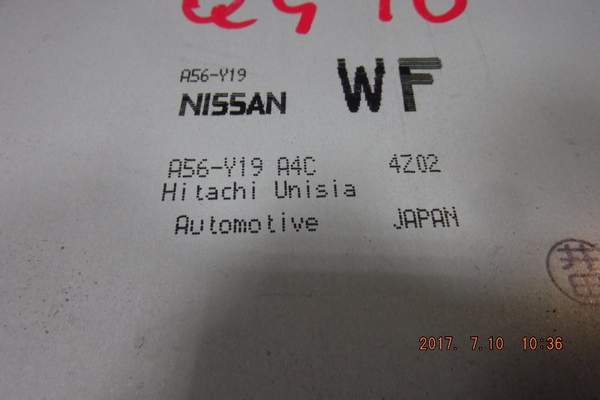 A56-Y19
NISSAN WF
A56-Y19 A4C 4Z02
Hitachi Unisia
Automotive JAPAN
2017. 7.10 10:36